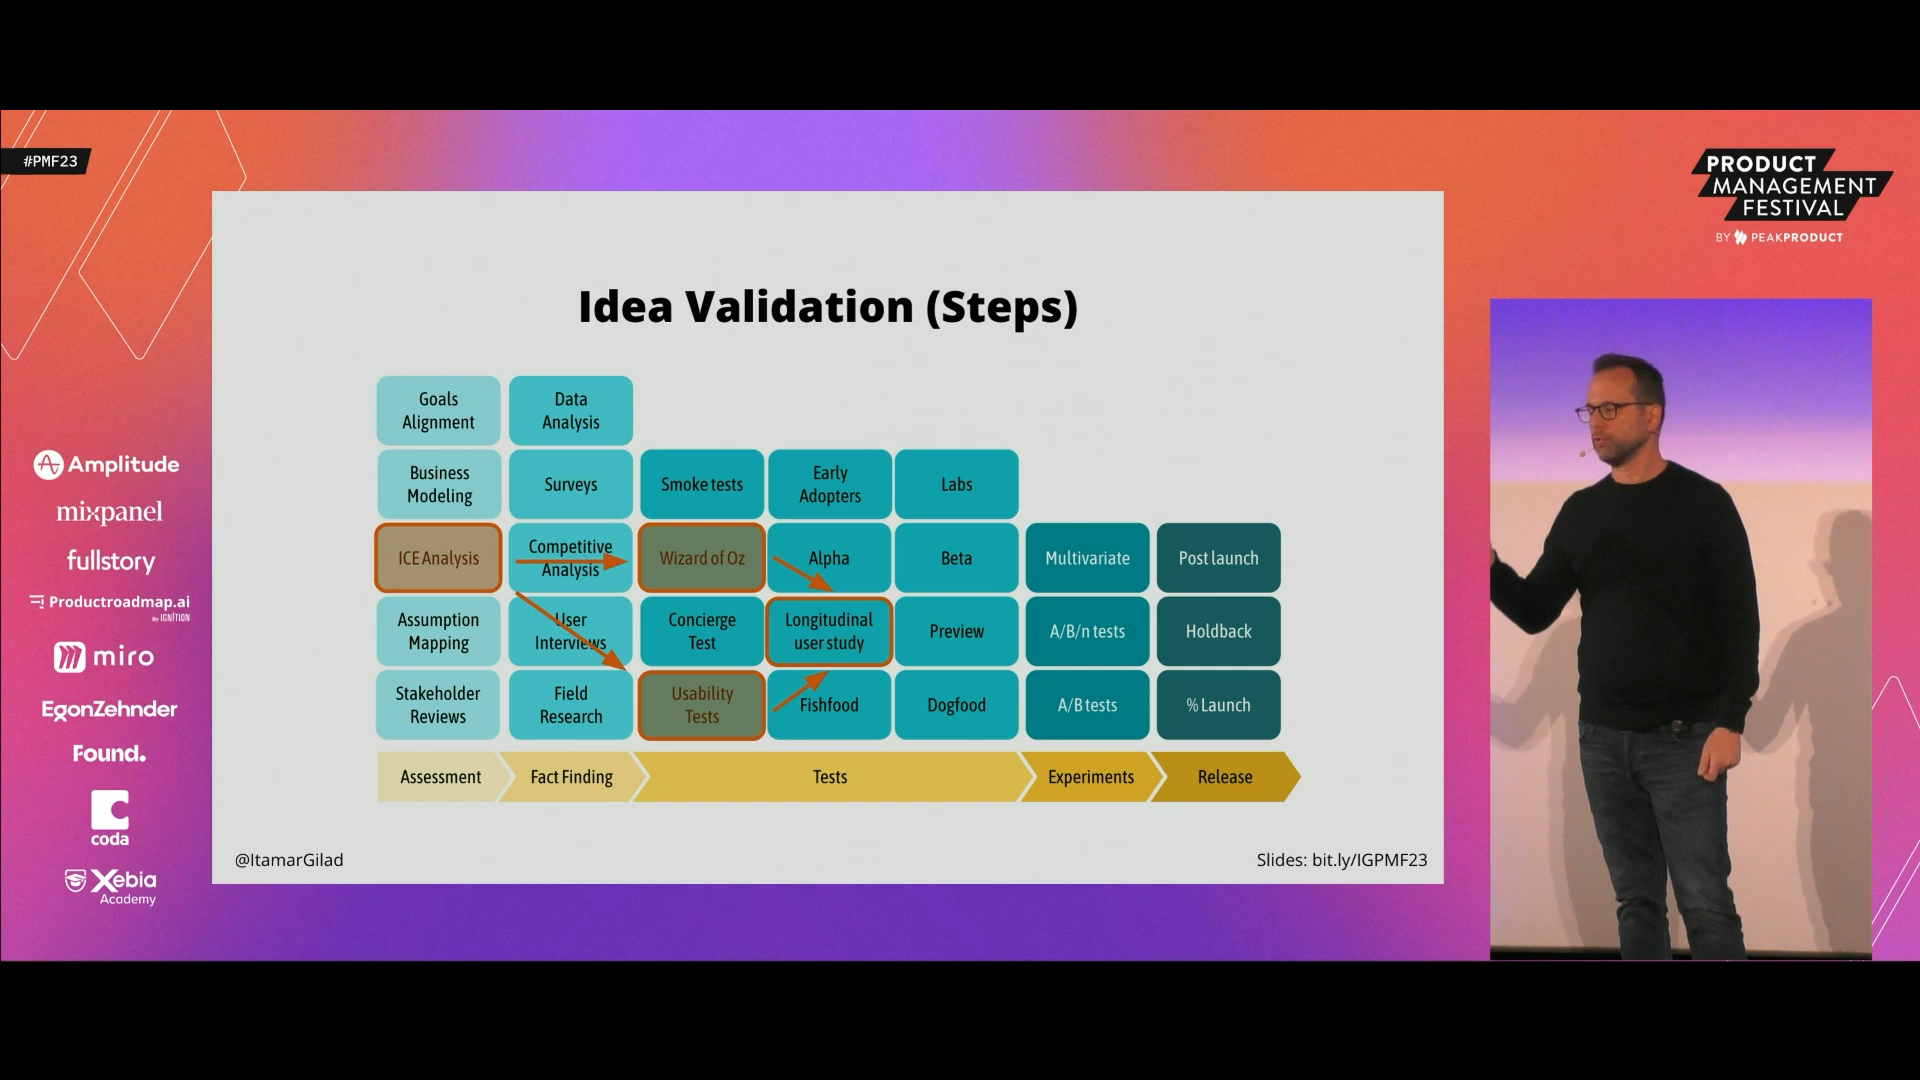 #PMF23
PRODUCT
MANAGEMENT
FESTIVAL
BY PEAKPRODUCT
Amplitude
mixpanel
fullstory
Productroadmap.ai
By IGNITION
miro
EgonZehnder
Found.
coda
Xebia
Academy
Idea Validation (Steps)
Goals
Alignment
Data
Analysis
Business
Modeling
Surveys
Smoke tests
Early
Adopters
Labs
ICE Analysis
Competitive
Analysis
Wizard of Oz
Alpha
Beta
Multivariate
Post launch
Assumption
Mapping
User
Interviews
Concierge
Test
Longitudinal
user study
Preview
A/B/n tests
Holdback
Stakeholder
Reviews
Field
Research
Usability
Tests
Fishfood
Dogfood
A/B tests
% Launch
Assessment
Fact Finding
Tests
Experiments
Release
@ItamarGilad
Slides: bit.ly/IGPMF23